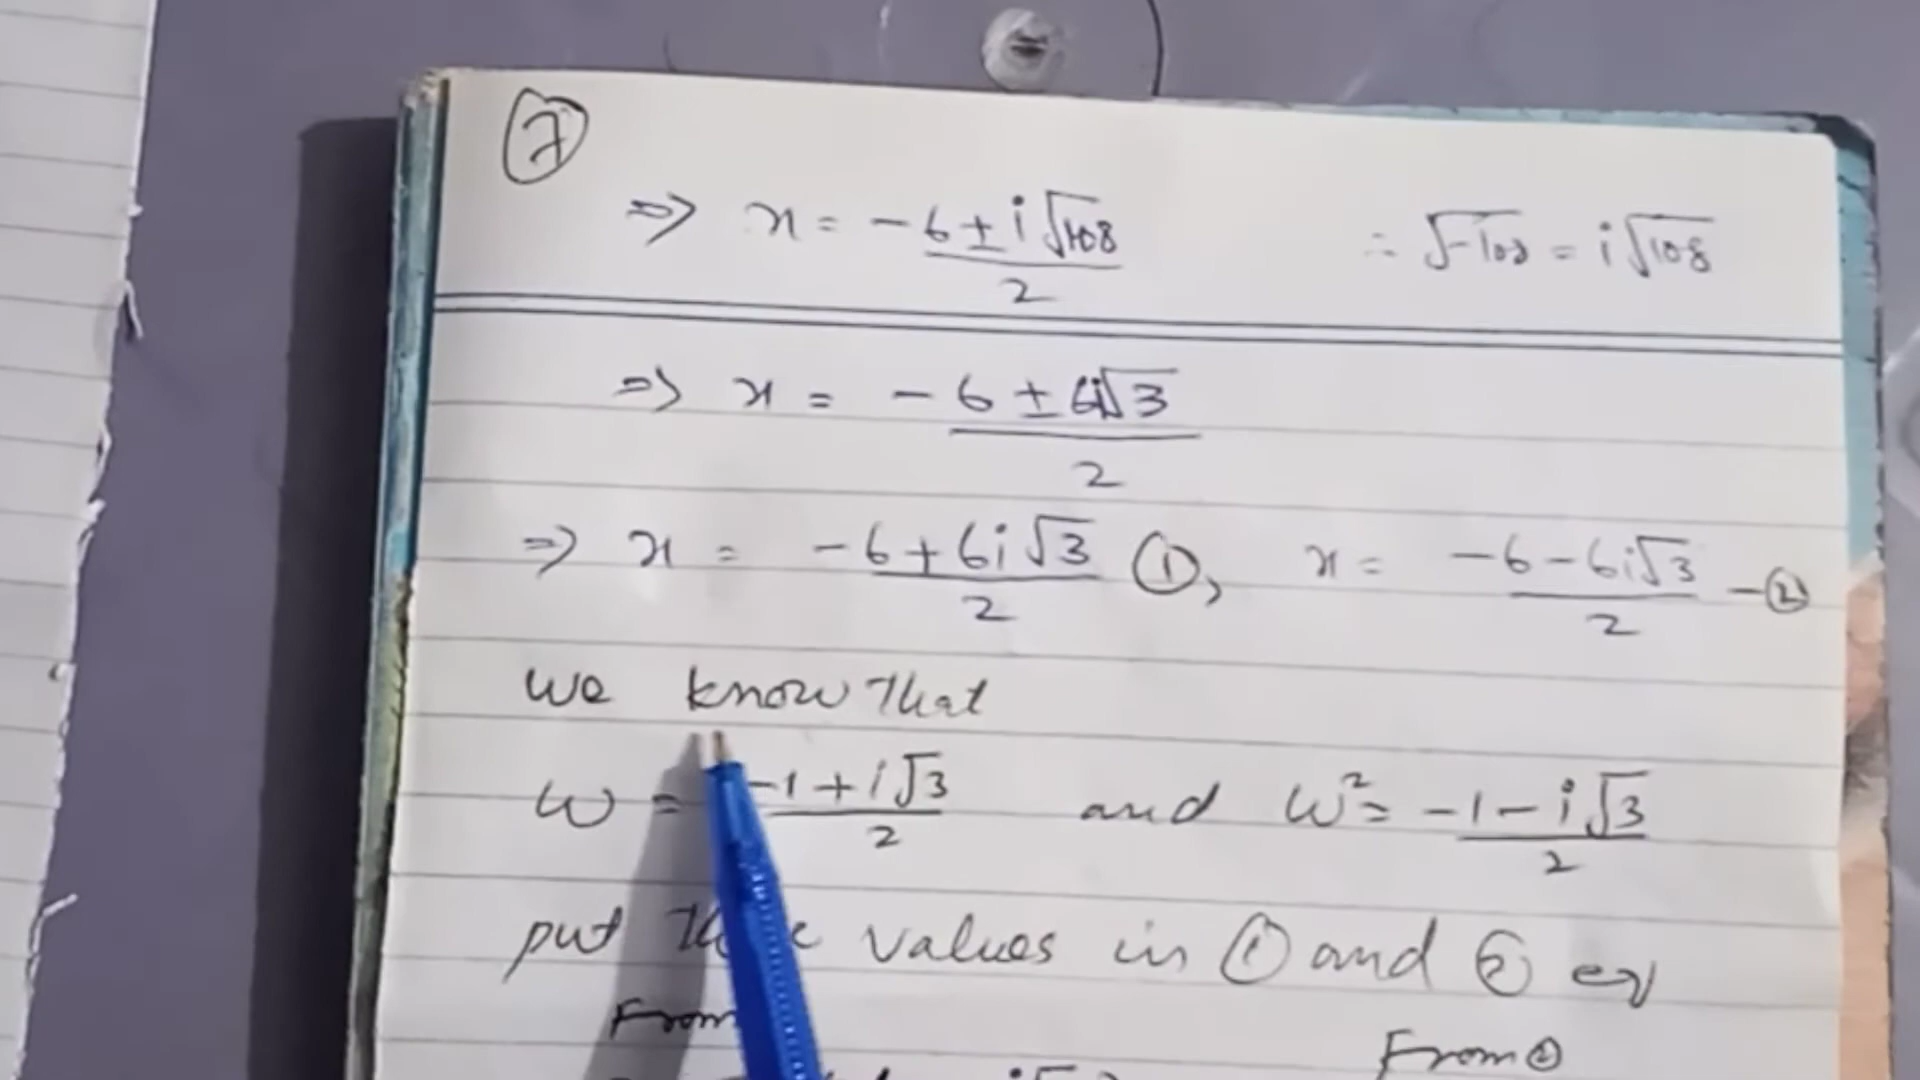 7
⇒ x = -6 ± i√108 / 2 ∴ √-108 = i√108
⇒ x = -6 ± 6i√3 / 2
⇒ x = -6 + 6i√3 / 2 ①, x = -6 - 6i√3 / 2 - ②
we know that
ω = -1 + i√3 / 2 and ω² = -1 - i√3 / 2
put values in ① and ② eq
From From ②